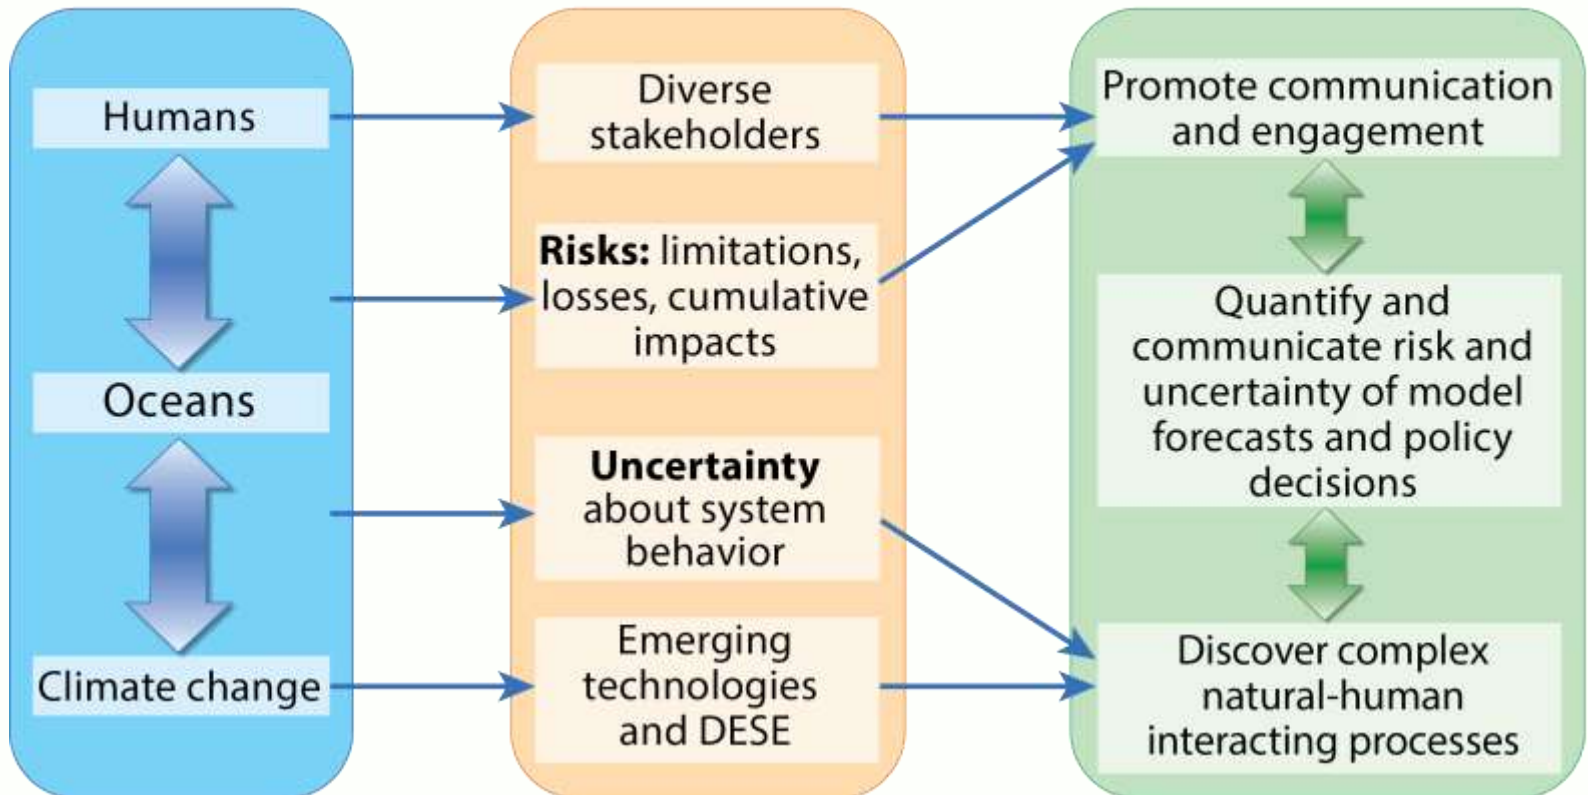 Humans
Oceans
Climate change
Diverse
stakeholders
Risks: limitations,
losses, cumulative
impacts
Uncertainty
about system
behavior
Emerging
technologies
and DESE
Promote communication
and engagement
Quantify and
communicate risk and
uncertainty of model
forecasts and policy
decisions
Discover complex
natural-human
interacting processes